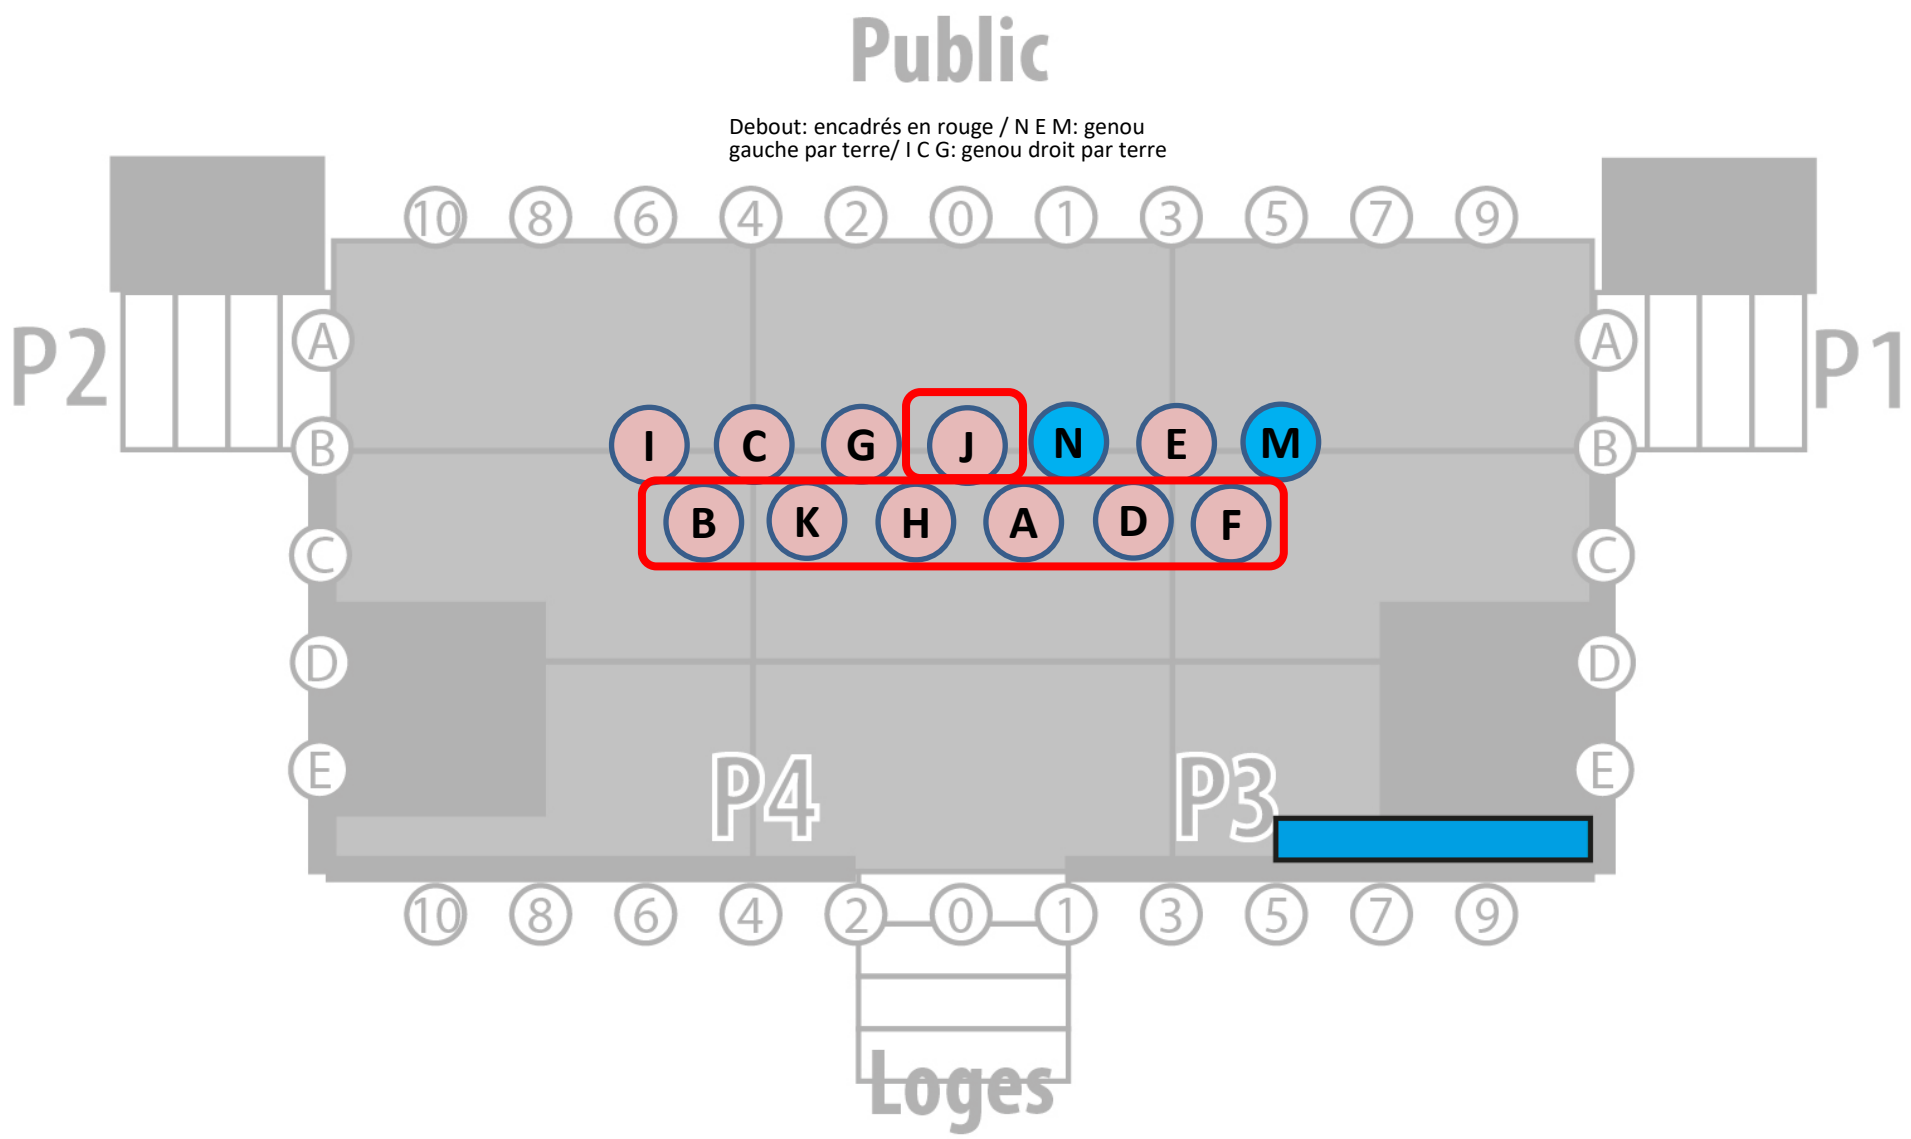 Public
Debout: encadrés en rouge / N E M: genou
gauche par terre/ I C G: genou droit par terre
10 8 6 4 2 0 1 3 5 7 9
P2 A A P1
B I C G J N E M B
B K H A D F
C C
D D
E P4 P3 E
10 8 6 4 2 0 1 3 5 7 9
Loges